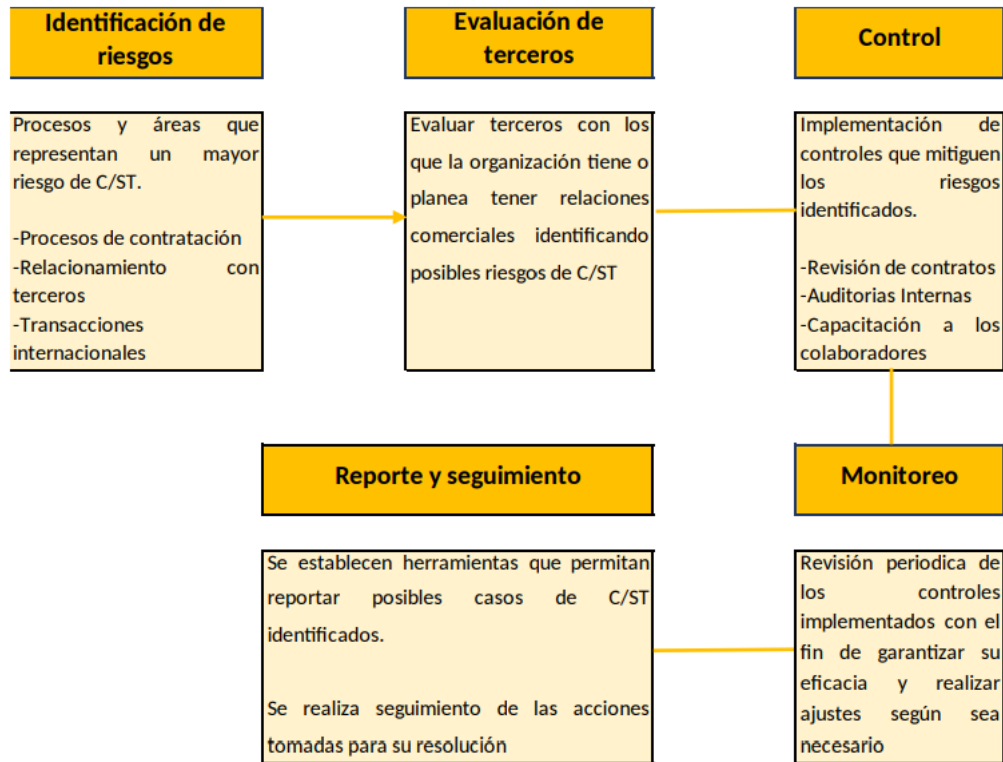 Identificación de
riesgos
Evaluación de
terceros
Control
Procesos y áreas que
representan un mayor
riesgo de C/ST.
-Procesos de contratación
-Relacionamiento con
terceros
-Transacciones
internacionales
Evaluar terceros con los
que la organización tiene o
planea tener relaciones
comerciales identificando
posibles riesgos de C/ST
Implementación de
controles que mitiguen
los riesgos
identificados.
-Revisión de contratos
-Auditorias Internas
-Capacitación a los
colaboradores
Reporte y seguimiento
Monitoreo
Se establecen herramientas que permitan
reportar posibles casos de C/ST
identificados.
Se realiza seguimiento de las acciones
tomadas para su resolución
Revisión periodica de
los controles
implementados con el
fin de garantizar su
eficacia y realizar
ajustes según sea
necesario